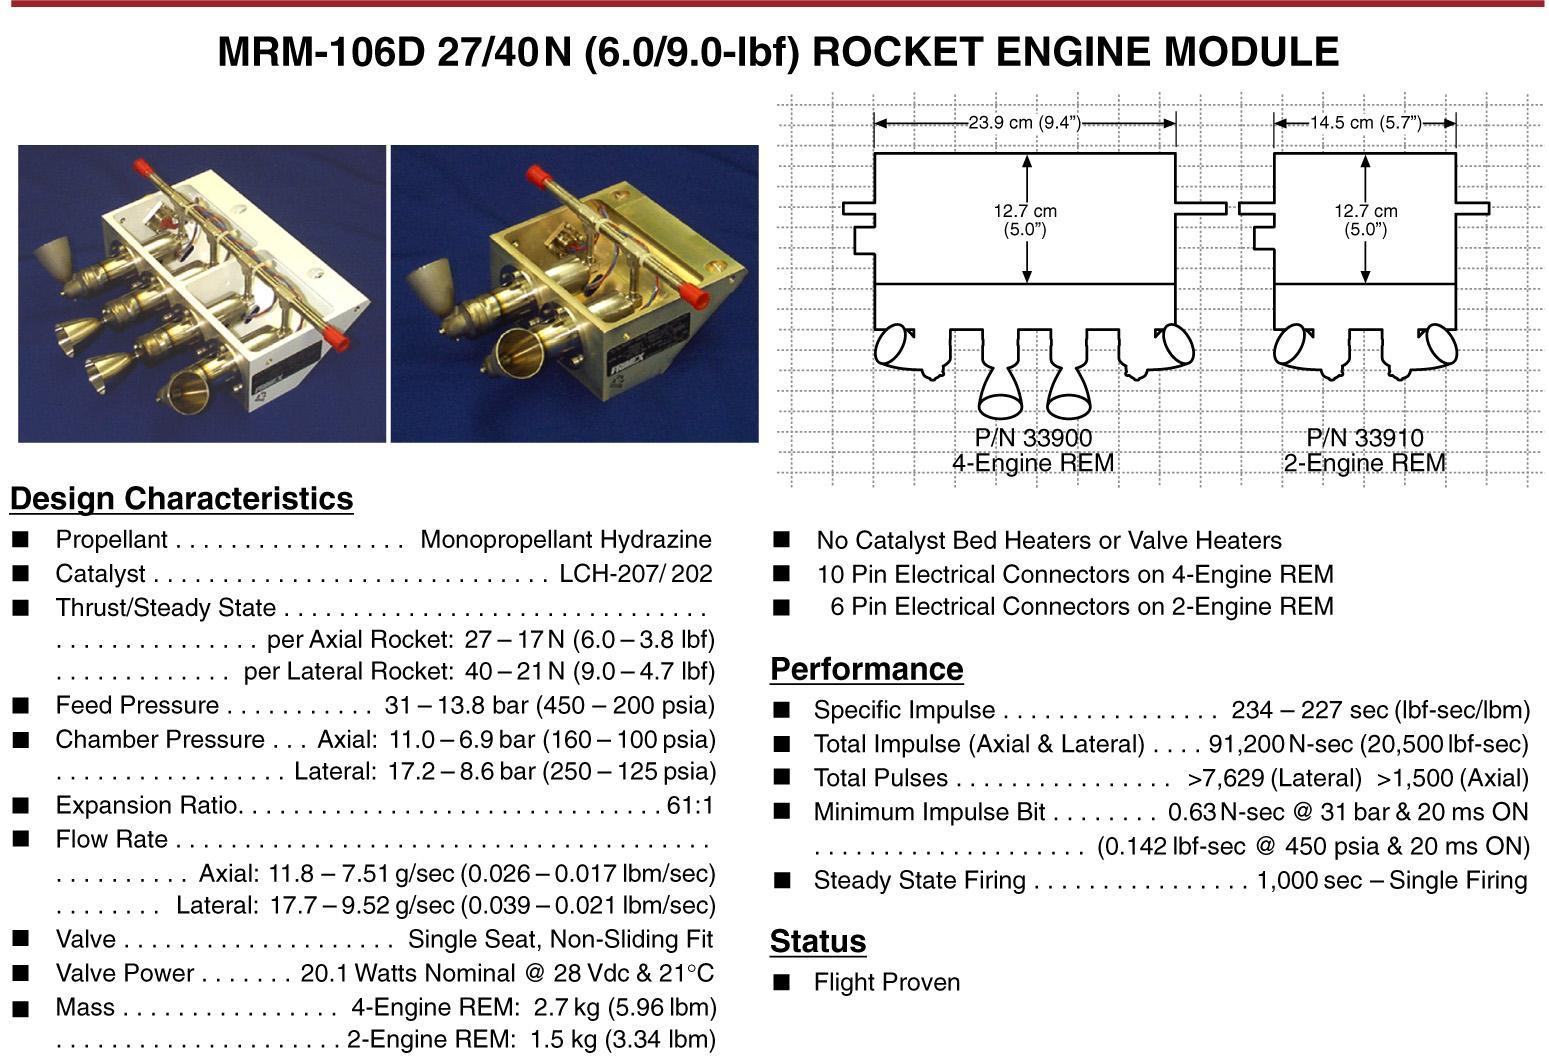 MRM-106D 27/40 N (6.0/9.0-lbf) ROCKET ENGINE MODULE
23.9 cm (9.4”)
14.5 cm (5.7”)
12.7 cm
(5.0”)
12.7 cm
(5.0”)
P/N 33900
4-Engine REM
P/N 33910
2-Engine REM
Design Characteristics
■ Propellant . . . . . . . . . . . . . . . . . Monopropellant Hydrazine
■ Catalyst . . . . . . . . . . . . . . . . . . . . . . . . . . . . . LCH-207/ 202
■ Thrust/Steady State . . . . . . . . . . . . . . . . . . . . . . . . . . . . . . .
. . . . . . . . . . . . . . . per Axial Rocket: 27 – 17 N (6.0 – 3.8 lbf)
. . . . . . . . . . . . . per Lateral Rocket: 40 – 21 N (9.0 – 4.7 lbf)
■ Feed Pressure . . . . . . . . . . . 31 – 13.8 bar (450 – 200 psia)
■ Chamber Pressure . . . Axial: 11.0 – 6.9 bar (160 – 100 psia)
. . . . . . . . . . . . . . . . . Lateral: 17.2 – 8.6 bar (250 – 125 psia)
■ Expansion Ratio. . . . . . . . . . . . . . . . . . . . . . . . . . . . . . . 61:1
■ Flow Rate . . . . . . . . . . . . . . . . . . . . . . . . . . . . . . . . . . . . . . .
. . . . . . . . . . Axial: 11.8 – 7.51 g/sec (0.026 – 0.017 lbm/sec)
. . . . . . . . Lateral: 17.7 – 9.52 g/sec (0.039 – 0.021 lbm/sec)
■ Valve . . . . . . . . . . . . . . . . . . . . Single Seat, Non-Sliding Fit
■ Valve Power . . . . . . . 20.1 Watts Nominal @ 28 Vdc & 21°C
■ Mass . . . . . . . . . . . . . . . . 4-Engine REM: 2.7 kg (5.96 lbm)
. . . . . . . . . . . . . . . . . . . . . 2-Engine REM: 1.5 kg (3.34 lbm)
■ No Catalyst Bed Heaters or Valve Heaters
■ 10 Pin Electrical Connectors on 4-Engine REM
■ 6 Pin Electrical Connectors on 2-Engine REM
Performance
■ Specific Impulse . . . . . . . . . . . . . . . . 234 – 227 sec (lbf-sec/lbm)
■ Total Impulse (Axial & Lateral) . . . . 91,200 N-sec (20,500 lbf-sec)
■ Total Pulses . . . . . . . . . . . . . . . . >7,629 (Lateral) >1,500 (Axial)
■ Minimum Impulse Bit . . . . . . . . 0.63 N-sec @ 31 bar & 20 ms ON
. . . . . . . . . . . . . . . . . . . . (0.142 lbf-sec @ 450 psia & 20 ms ON)
■ Steady State Firing . . . . . . . . . . . . . . . . 1,000 sec – Single Firing
Status
■ Flight Proven